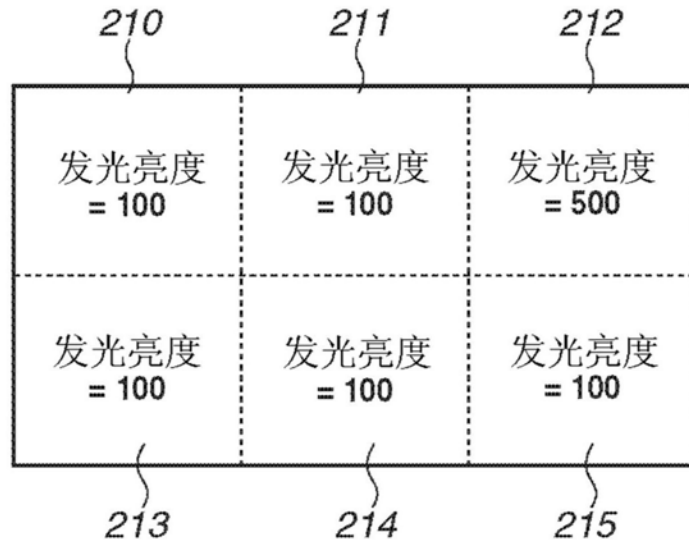 210 211 212
发光亮度 发光亮度 发光亮度
= 100 = 100 = 500
发光亮度 发光亮度 发光亮度
= 100 = 100 = 100
213 214 215